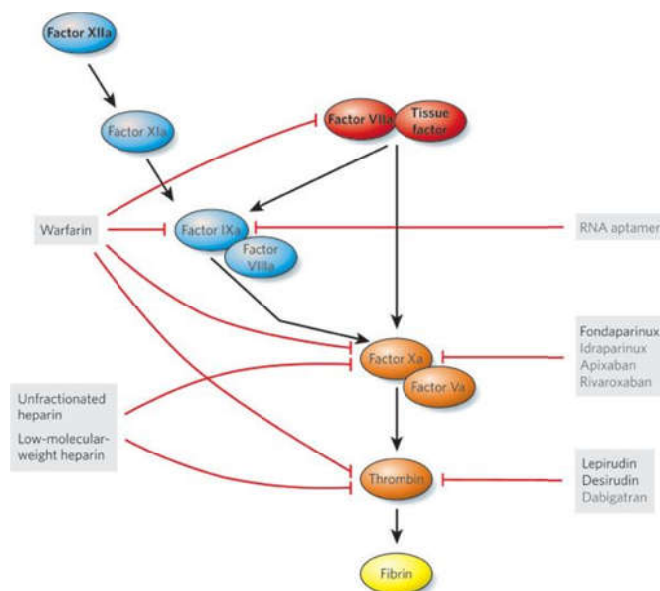 Factor XIIa
Factor XIa
Factor VIIa
Tissue
factor
Warfarin
Factor IXa
Factor
VIIIa
RNA aptamer
Factor Xa
Factor Va
Fondaparinux
Idraparinux
Apixaban
Rivaroxaban
Unfractionated
heparin
Low-molecular-
weight heparin
Thrombin
Lepirudin
Desirudin
Dabigatran
Fibrin